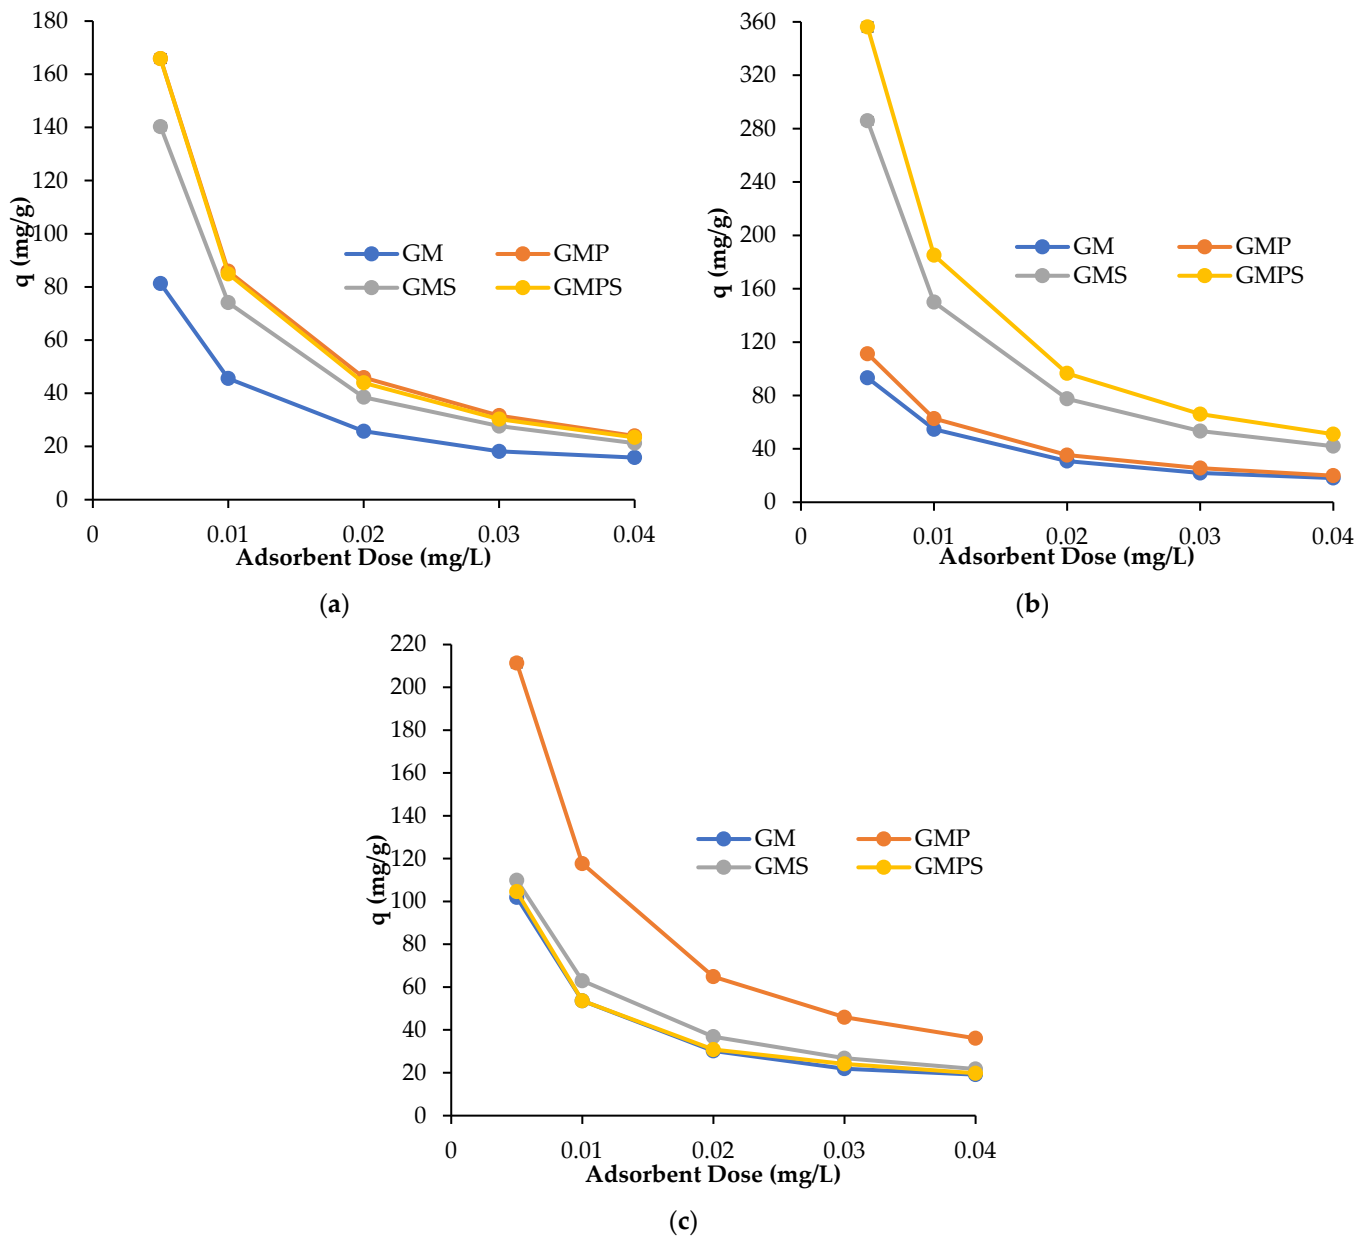 180
160
140
120
100
80
60
40
20
0
q (mg/g)
GM GMP
GMS GMPS
0 0.01 0.02 0.03 0.04
Adsorbent Dose (mg/L)
(a)
360
320
280
240
200
160
120
80
40
0
q (mg/g)
GM GMP
GMS GMPS
0 0.01 0.02 0.03 0.04
Adsorbent Dose (mg/L)
(b)
220
200
180
160
140
120
100
80
60
40
20
0
q (mg/g)
GM GMP
GMS GMPS
0 0.01 0.02 0.03 0.04
Adsorbent Dose (mg/L)
(c)